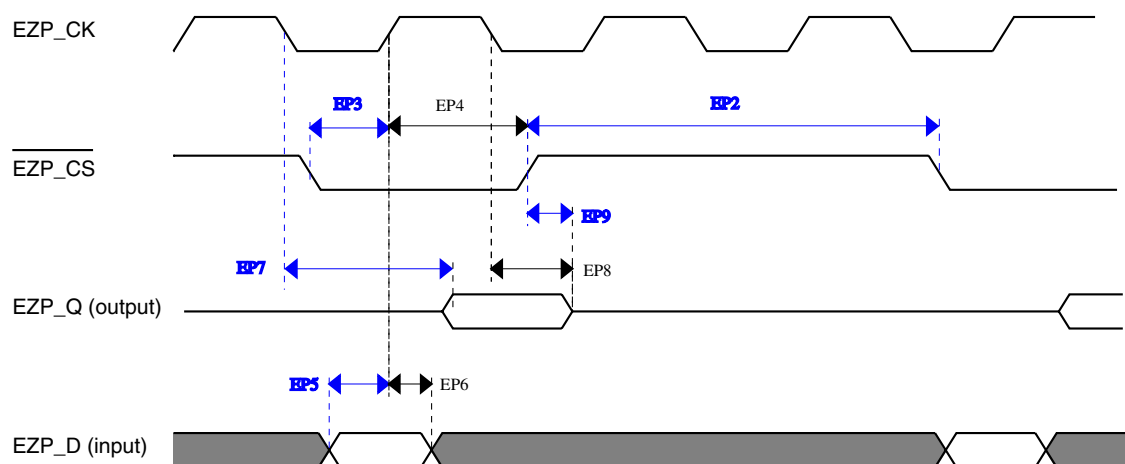 EZP_CK
EP3
EP4
EP2
EZP_CS
EP9
EP7
EP8
EZP_Q (output)
EP5
EP6
EZP_D (input)